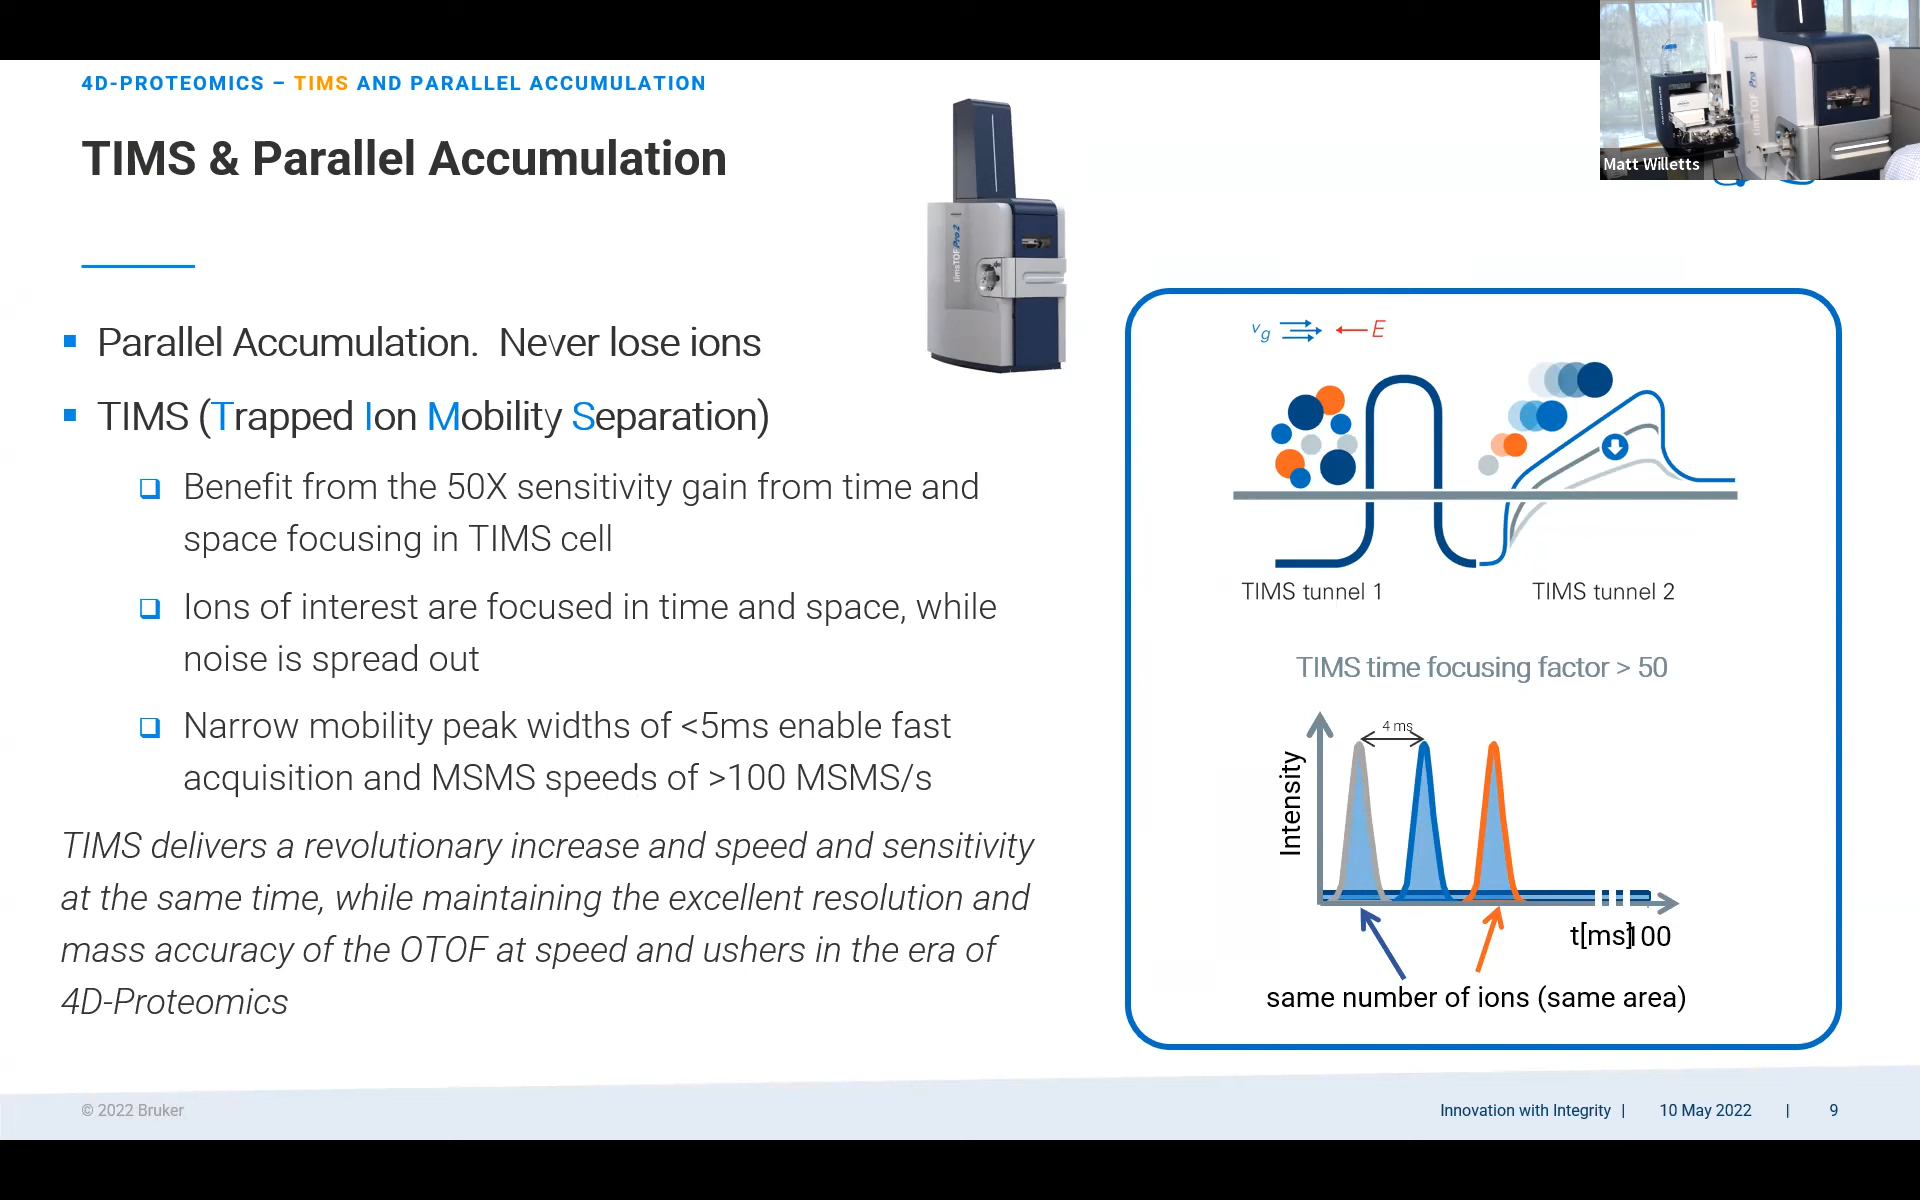 4D-PROTEOMICS – TIMS AND PARALLEL ACCUMULATION
TIMS & Parallel Accumulation
Matt Willetts
timsTOF Pro
timsTOF Pro 2
Parallel Accumulation.  Never lose ions
TIMS (Trapped Ion Mobility Separation)
Benefit from the 50X sensitivity gain from time and
space focusing in TIMS cell
Ions of interest are focused in time and space, while
noise is spread out
Narrow mobility peak widths of <5ms enable fast
acquisition and MSMS speeds of >100 MSMS/s
TIMS delivers a revolutionary increase and speed and sensitivity
at the same time, while maintaining the excellent resolution and
mass accuracy of the OTOF at speed and ushers in the era of
4D-Proteomics
vg E
TIMS tunnel 1
TIMS tunnel 2
TIMS time focusing factor > 50
4 ms
Intensity
t[ms]
100
same number of ions (same area)
© 2022 Bruker
Innovation with Integrity | 10 May 2022 | 9